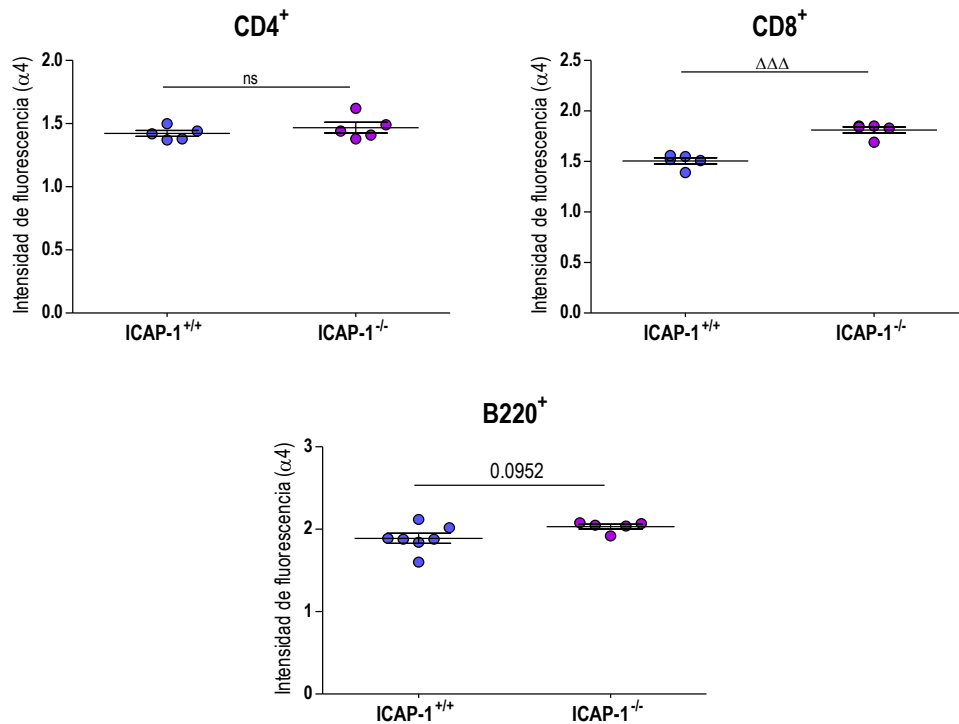 CD4+
Intensidad de fluorescencia (α4)
2.0
1.5
1.0
0.5
0.0
ns
ICAP-1+/+
ICAP-1-/-
CD8+
Intensidad de fluorescencia (α4)
2.5
2.0
1.5
1.0
0.5
0.0
ΔΔΔ
ICAP-1+/+
ICAP-1-/-
B220+
Intensidad de fluorescencia (α4)
3
2
1
0
0.0952
ICAP-1+/+
ICAP-1-/-